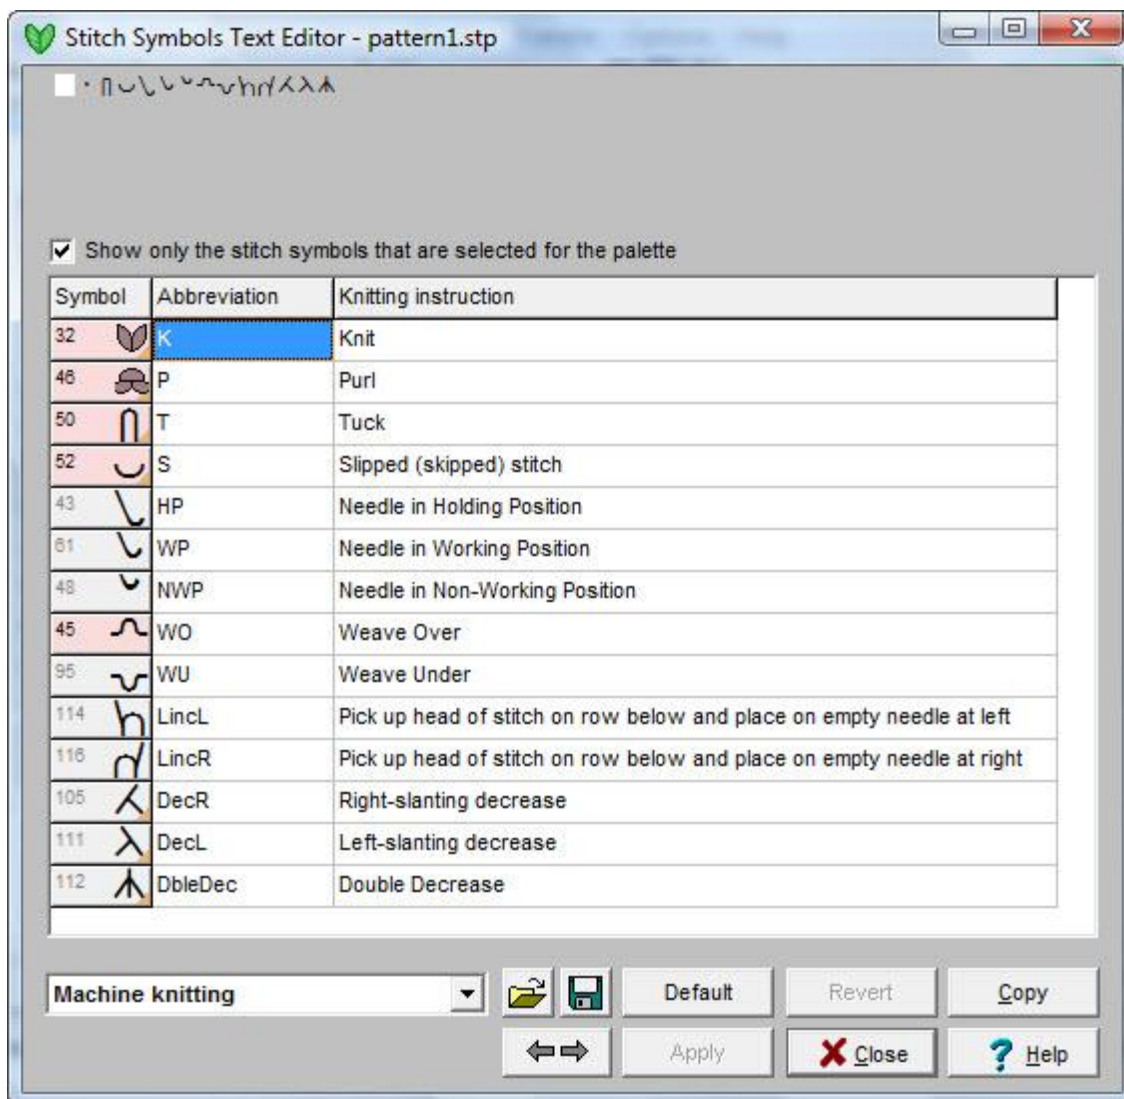 Stitch Symbols Text Editor - pattern1.stp
Show only the stitch symbols that are selected for the palette
Symbol Abbreviation Knitting instruction
32 K Knit
46 P Purl
50 T Tuck
52 S Slipped (skipped) stitch
43 HP Needle in Holding Position
61 WP Needle in Working Position
48 NWP Needle in Non-Working Position
45 WO Weave Over
95 WU Weave Under
114 LincL Pick up head of stitch on row below and place on empty needle at left
116 LincR Pick up head of stitch on row below and place on empty needle at right
105 DecR Right-slanting decrease
111 DecL Left-slanting decrease
112 DbleDec Double Decrease
Machine knitting Default Revert Copy
Apply Close Help